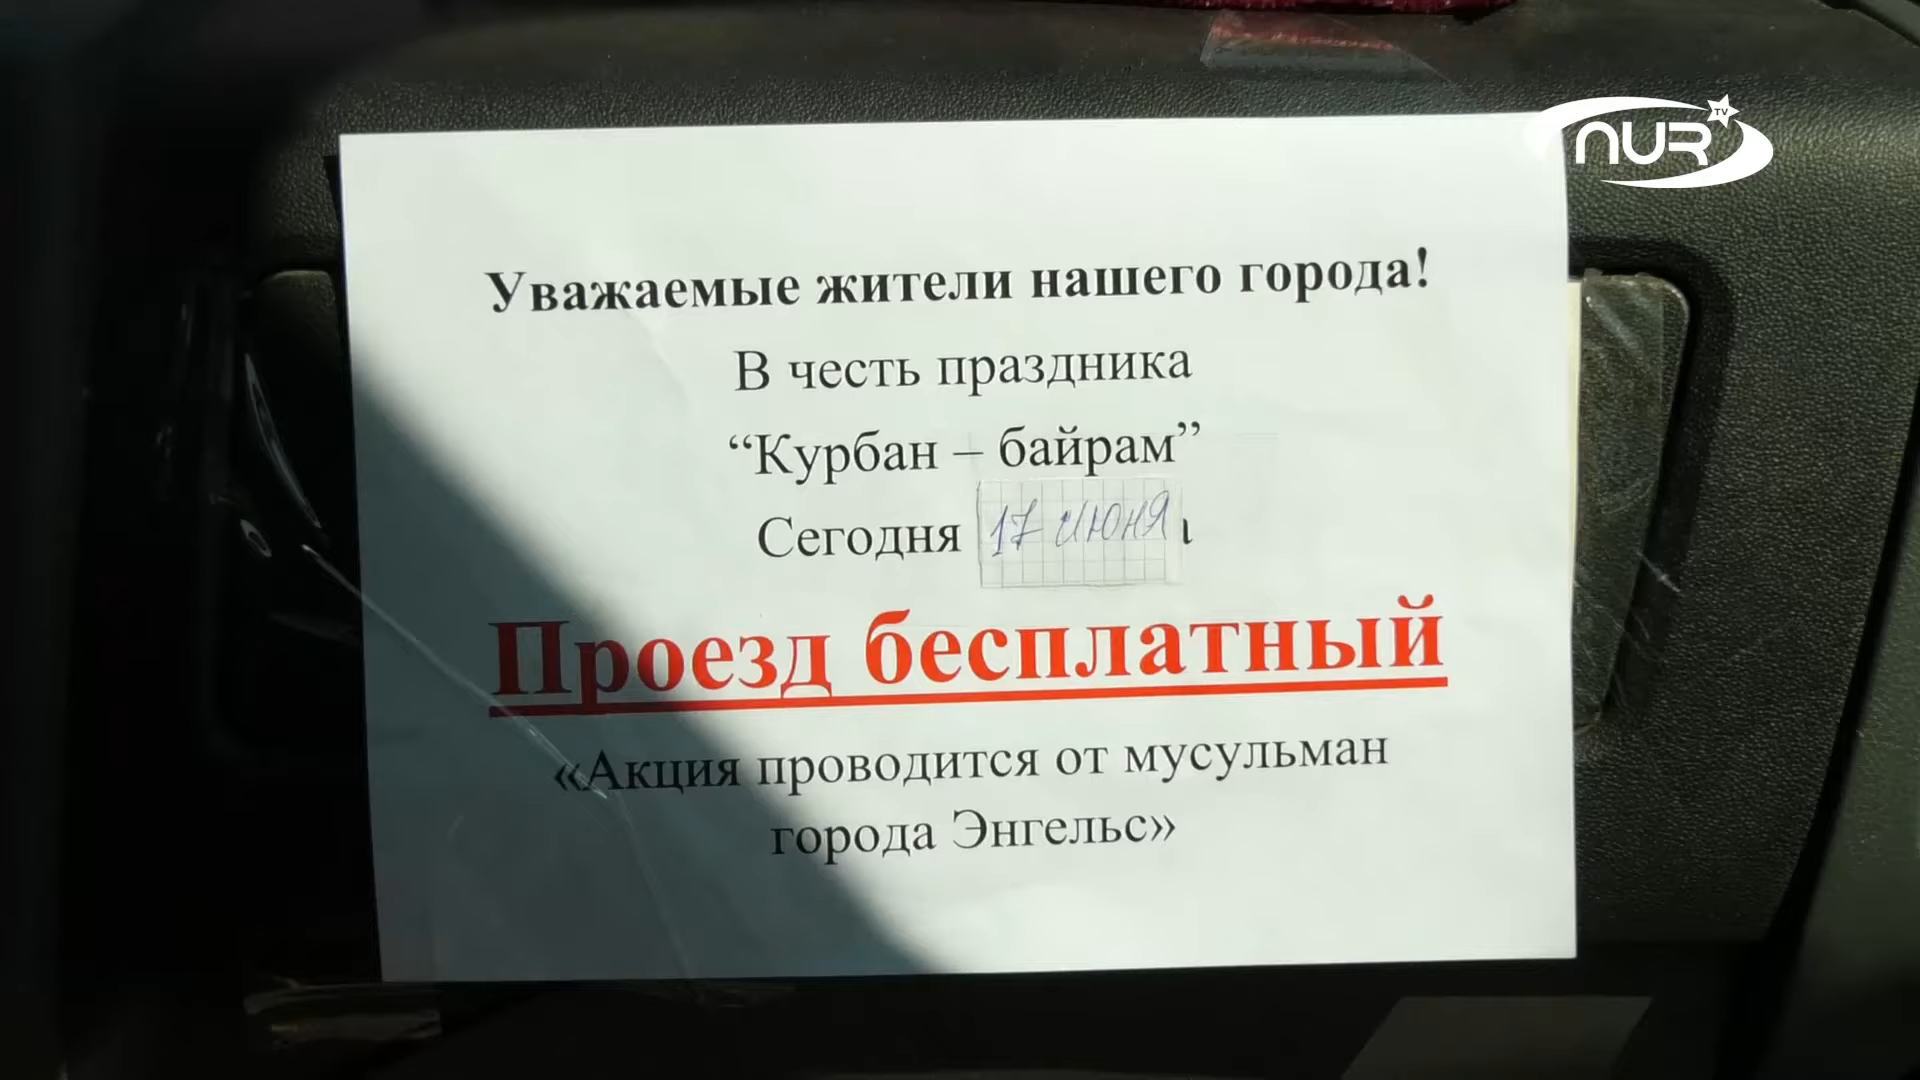 NUR TV
Уважаемые жители нашего города!
В честь праздника
“Курбан – байрам”
Сегодня 17 июня
Проезд бесплатный
«Акция проводится от мусульман
города Энгельс»